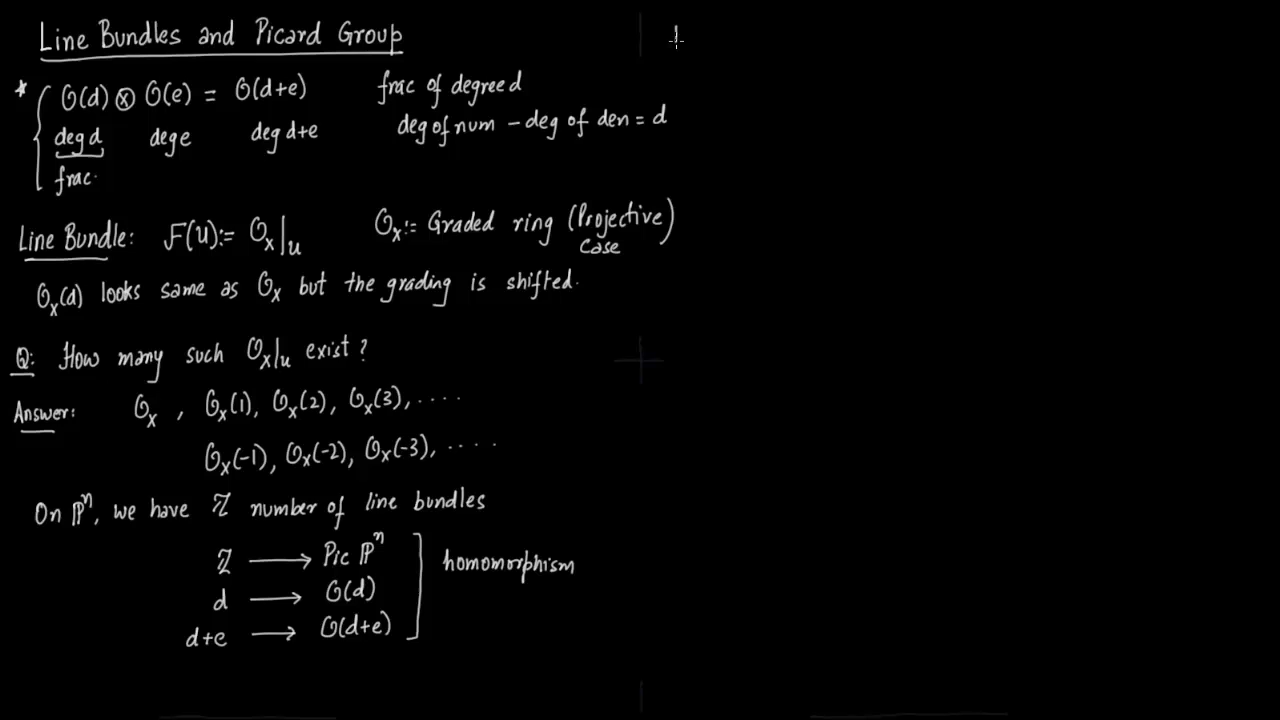 Line Bundles and Picard Group
* O(d) ⊗ O(e) = O(d+e) frac of degree d
deg d deg e deg d+e deg of num - deg of den = d
frac.
Line Bundle: F(U):= O_X|_U O_X:= Graded ring (Projective case)
O_X(d) looks same as O_X but the grading is shifted.
Q: How many such O_X|_U exist?
Answer: O_X, O_X(1), O_X(2), O_X(3), ....
O_X(-1), O_X(-2), O_X(-3), ....
On ℙ^n, we have ℤ number of line bundles
ℤ ⟶ Pic ℙ^n
d ⟶ O(d) homomorphism
d+e ⟶ O(d+e)